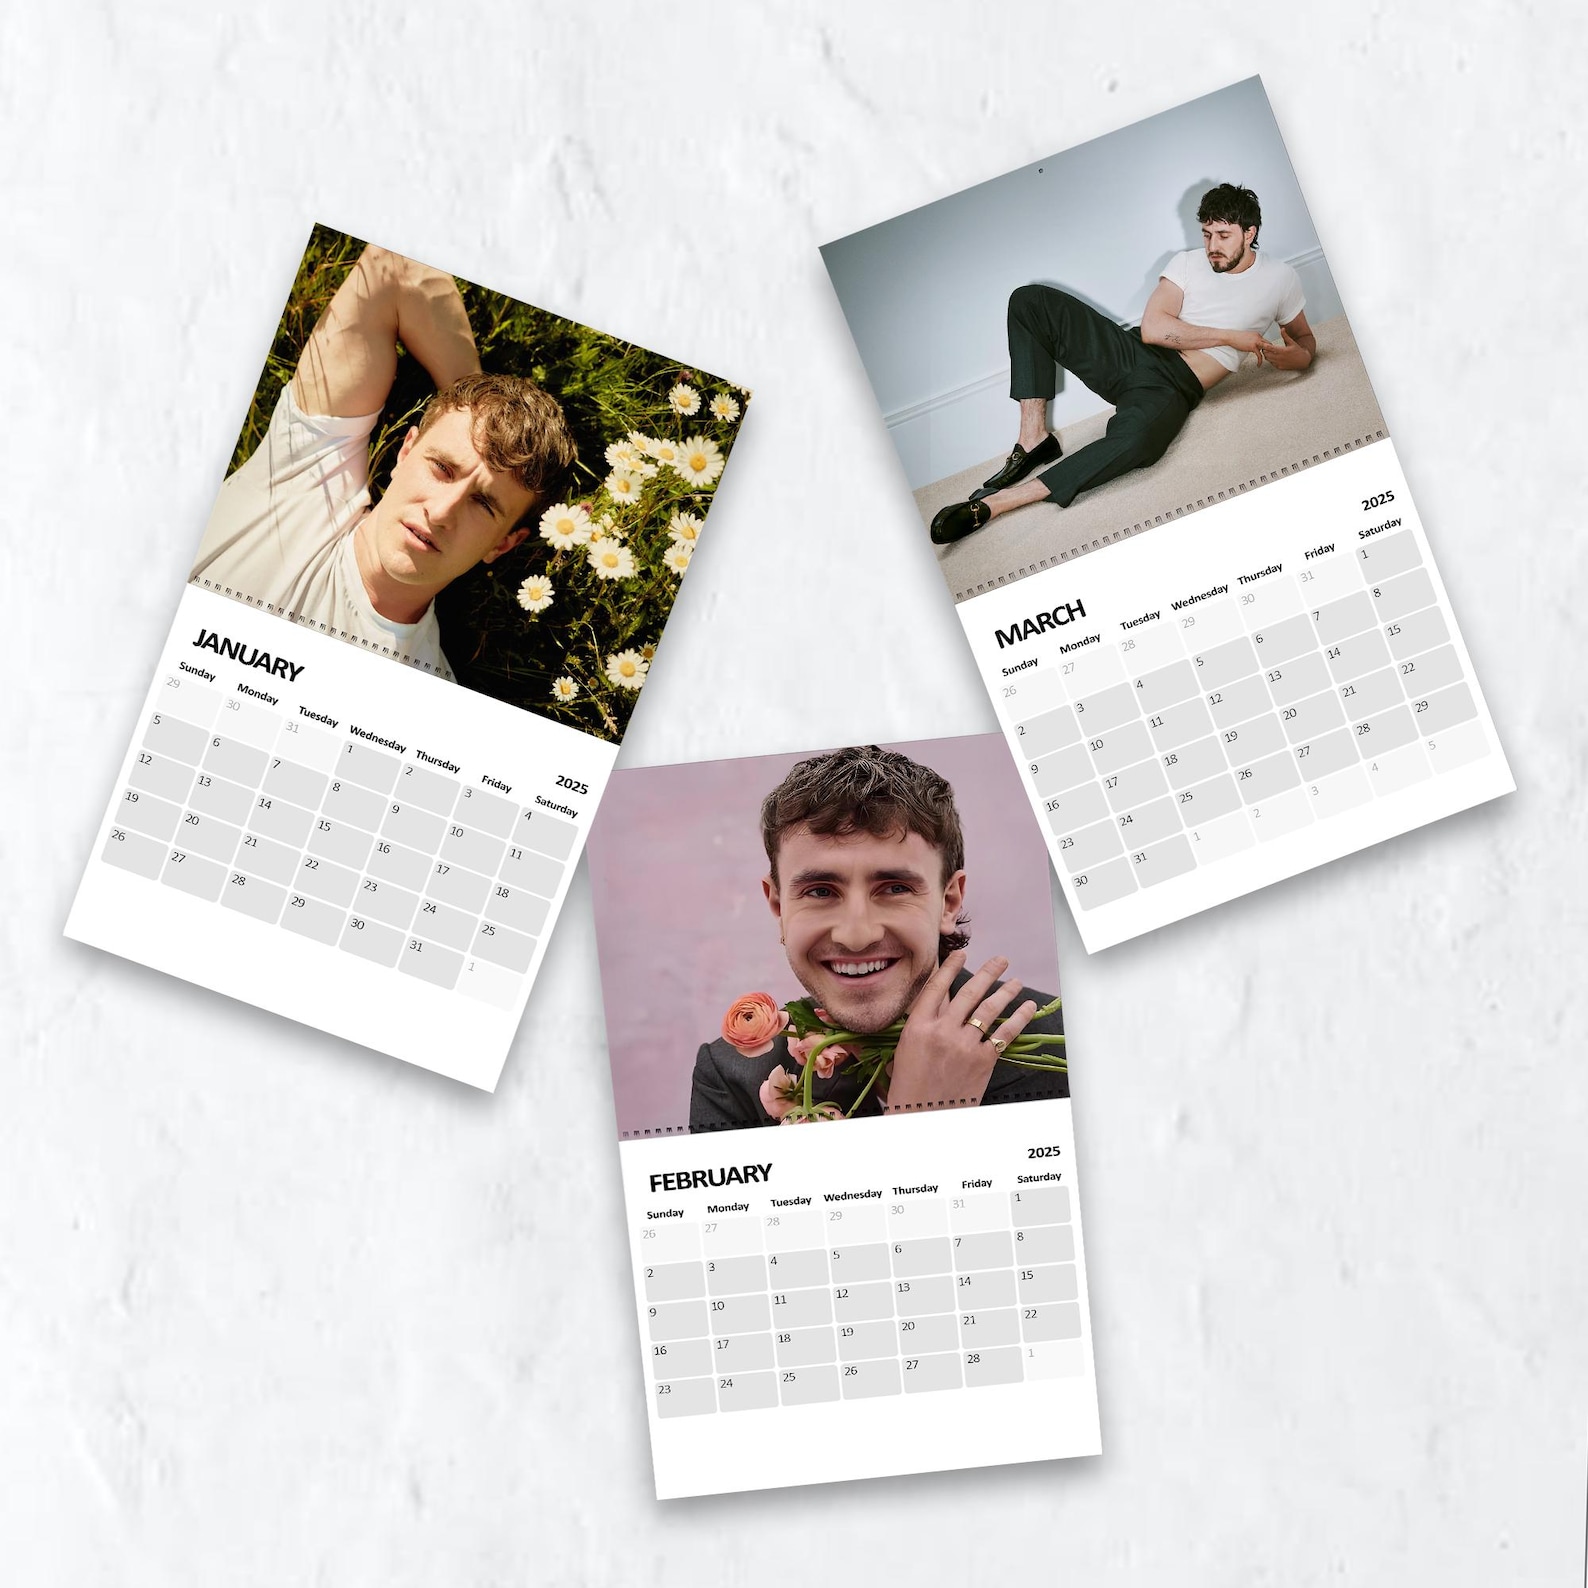 JANUARY
2025
Sunday Monday Tuesday Wednesday Thursday Friday Saturday
29 30 31 1 2 3 4
5 6 7 8 9 10 11
12 13 14 15 16 17 18
19 20 21 22 23 24 25
26 27 28 29 30 31 1
FEBRUARY
2025
Sunday Monday Tuesday Wednesday Thursday Friday Saturday
26 27 28 29 30 31 1
2 3 4 5 6 7 8
9 10 11 12 13 14 15
16 17 18 19 20 21 22
23 24 25 26 27 28 1
MARCH
2025
Sunday Monday Tuesday Wednesday Thursday Friday Saturday
26 27 28 29 30 31 1
2 3 4 5 6 7 8
9 10 11 12 13 14 15
16 17 18 19 20 21 22
23 24 25 26 27 28 29
30 31 1 2 3 4 5